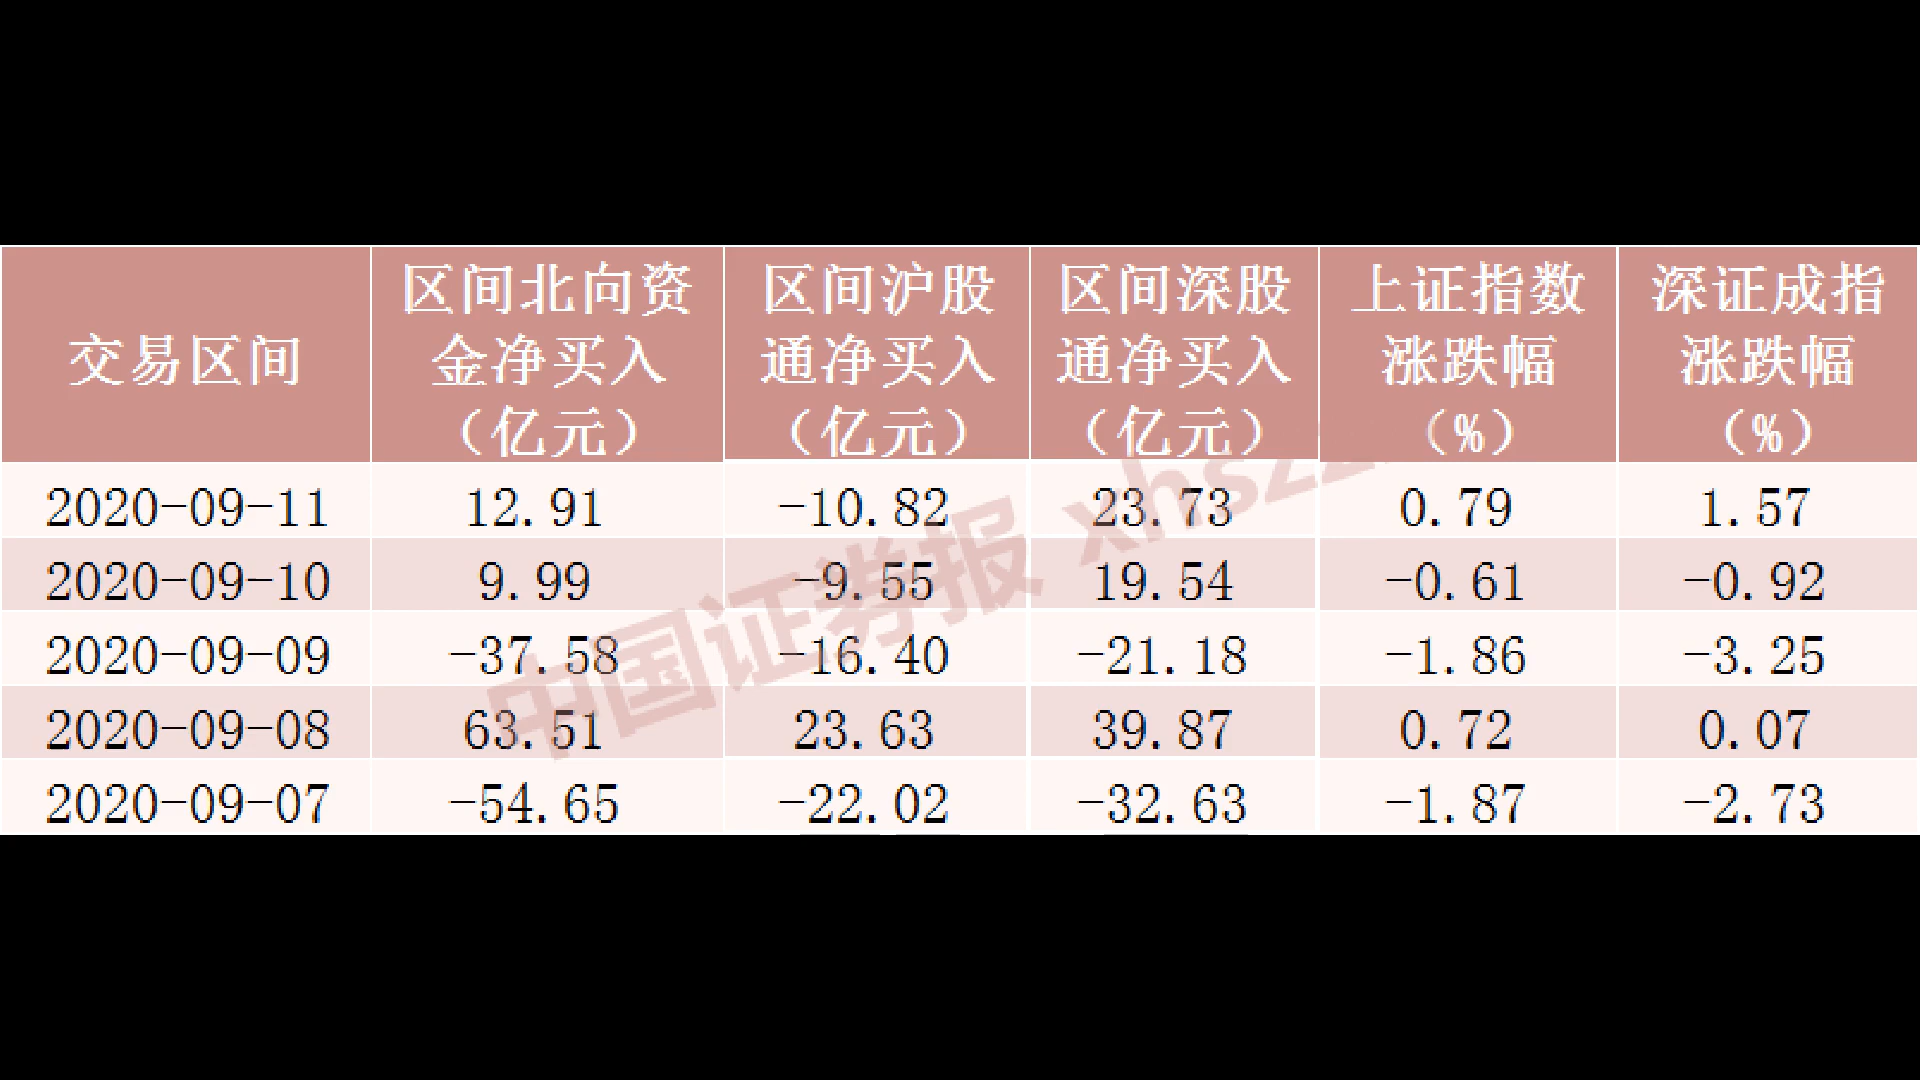 交易区间 区间北向资金净买入（亿元） 区间沪股通净买入（亿元） 区间深股通净买入（亿元） 上证指数涨跌幅（%） 深证成指涨跌幅（%）
2020-09-11 12.91 -10.82 23.73 0.79 1.57
2020-09-10 9.99 -9.55 19.54 -0.61 -0.92
2020-09-09 -37.58 -16.40 -21.18 -1.86 -3.25
2020-09-08 63.51 23.63 39.87 0.72 0.07
2020-09-07 -54.65 -22.02 -32.63 -1.87 -2.73
中国证券报